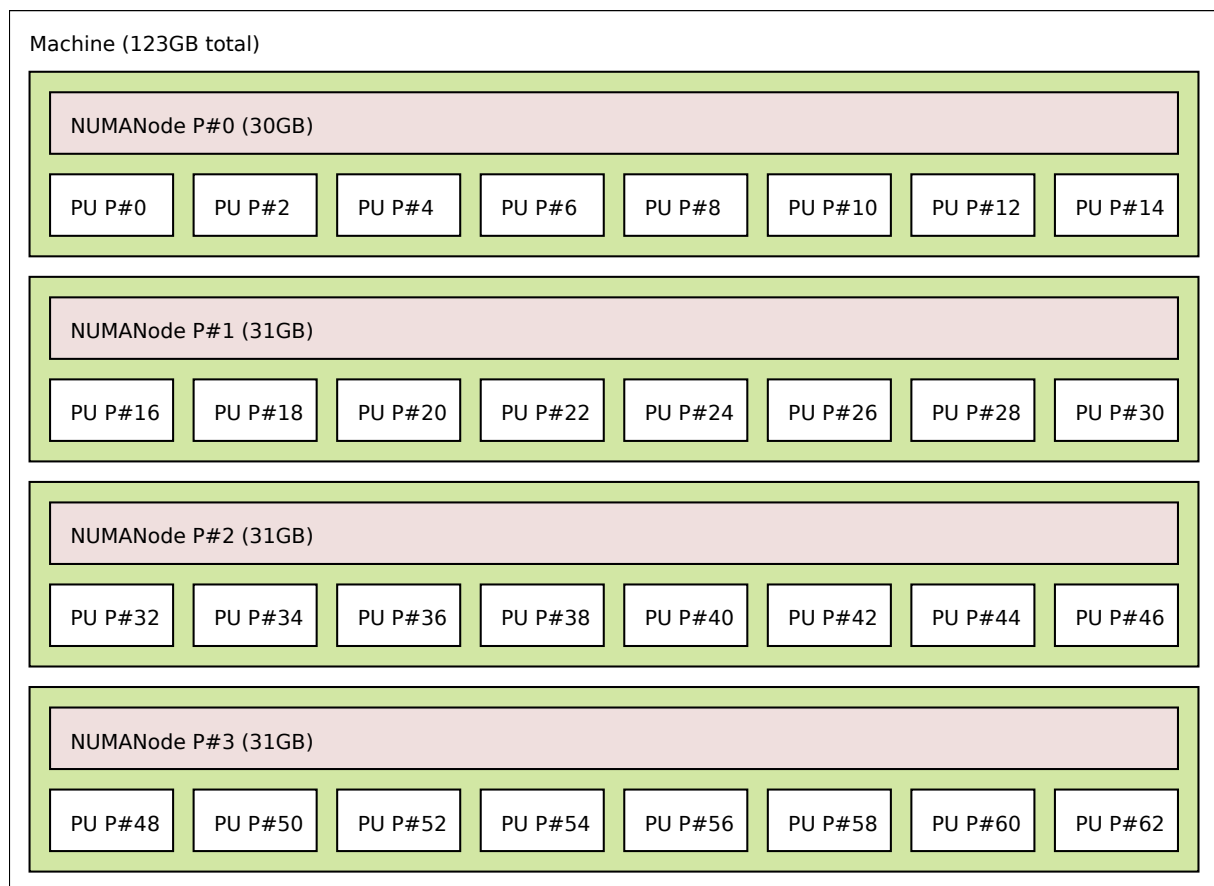 Machine (123GB total)
NUMANode P#0 (30GB)
PU P#0 PU P#2 PU P#4 PU P#6 PU P#8 PU P#10 PU P#12 PU P#14
NUMANode P#1 (31GB)
PU P#16 PU P#18 PU P#20 PU P#22 PU P#24 PU P#26 PU P#28 PU P#30
NUMANode P#2 (31GB)
PU P#32 PU P#34 PU P#36 PU P#38 PU P#40 PU P#42 PU P#44 PU P#46
NUMANode P#3 (31GB)
PU P#48 PU P#50 PU P#52 PU P#54 PU P#56 PU P#58 PU P#60 PU P#62